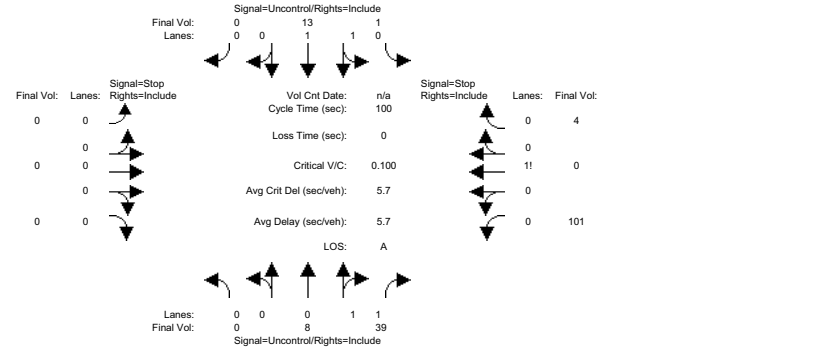 Signal=Uncontrol/Rights=Include
Final Vol: 0 13 1
Lanes: 0 0 1 1 0
Signal=Stop Signal=Stop
Final Vol: Lanes: Rights=Include Vol Cnt Date: n/a Rights=Include Lanes: Final Vol:
Cycle Time (sec): 100
0 0 0 4
Loss Time (sec): 0
0 0
0 0 Critical V/C: 0.100 1! 0
0 Avg Crit Del (sec/veh): 5.7 0
0 0 Avg Delay (sec/veh): 5.7 0 101
LOS: A
Lanes: 0 0 0 1 1
Final Vol: 0 8 39
Signal=Uncontrol/Rights=Include